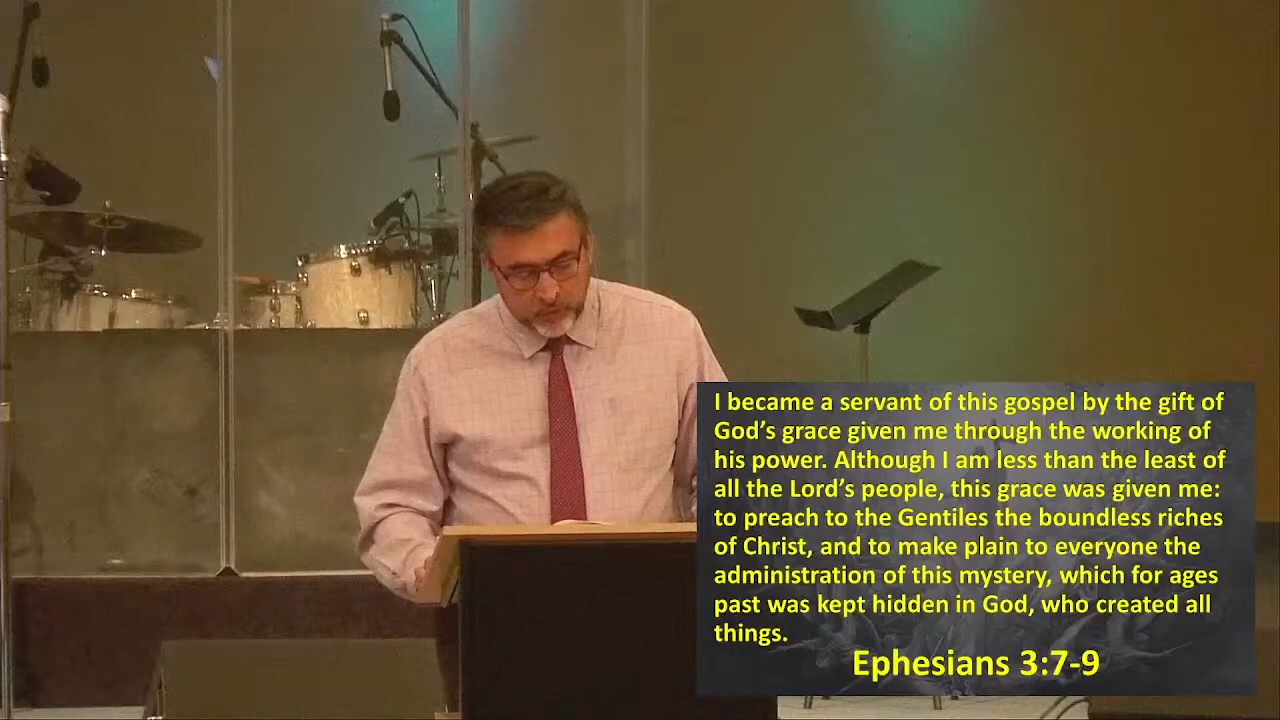 I became a servant of this gospel by the gift of
God’s grace given me through the working of
his power. Although I am less than the least of
all the Lord’s people, this grace was given me:
to preach to the Gentiles the boundless riches
of Christ, and to make plain to everyone the
administration of this mystery, which for ages
past was kept hidden in God, who created all
things.
Ephesians 3:7-9